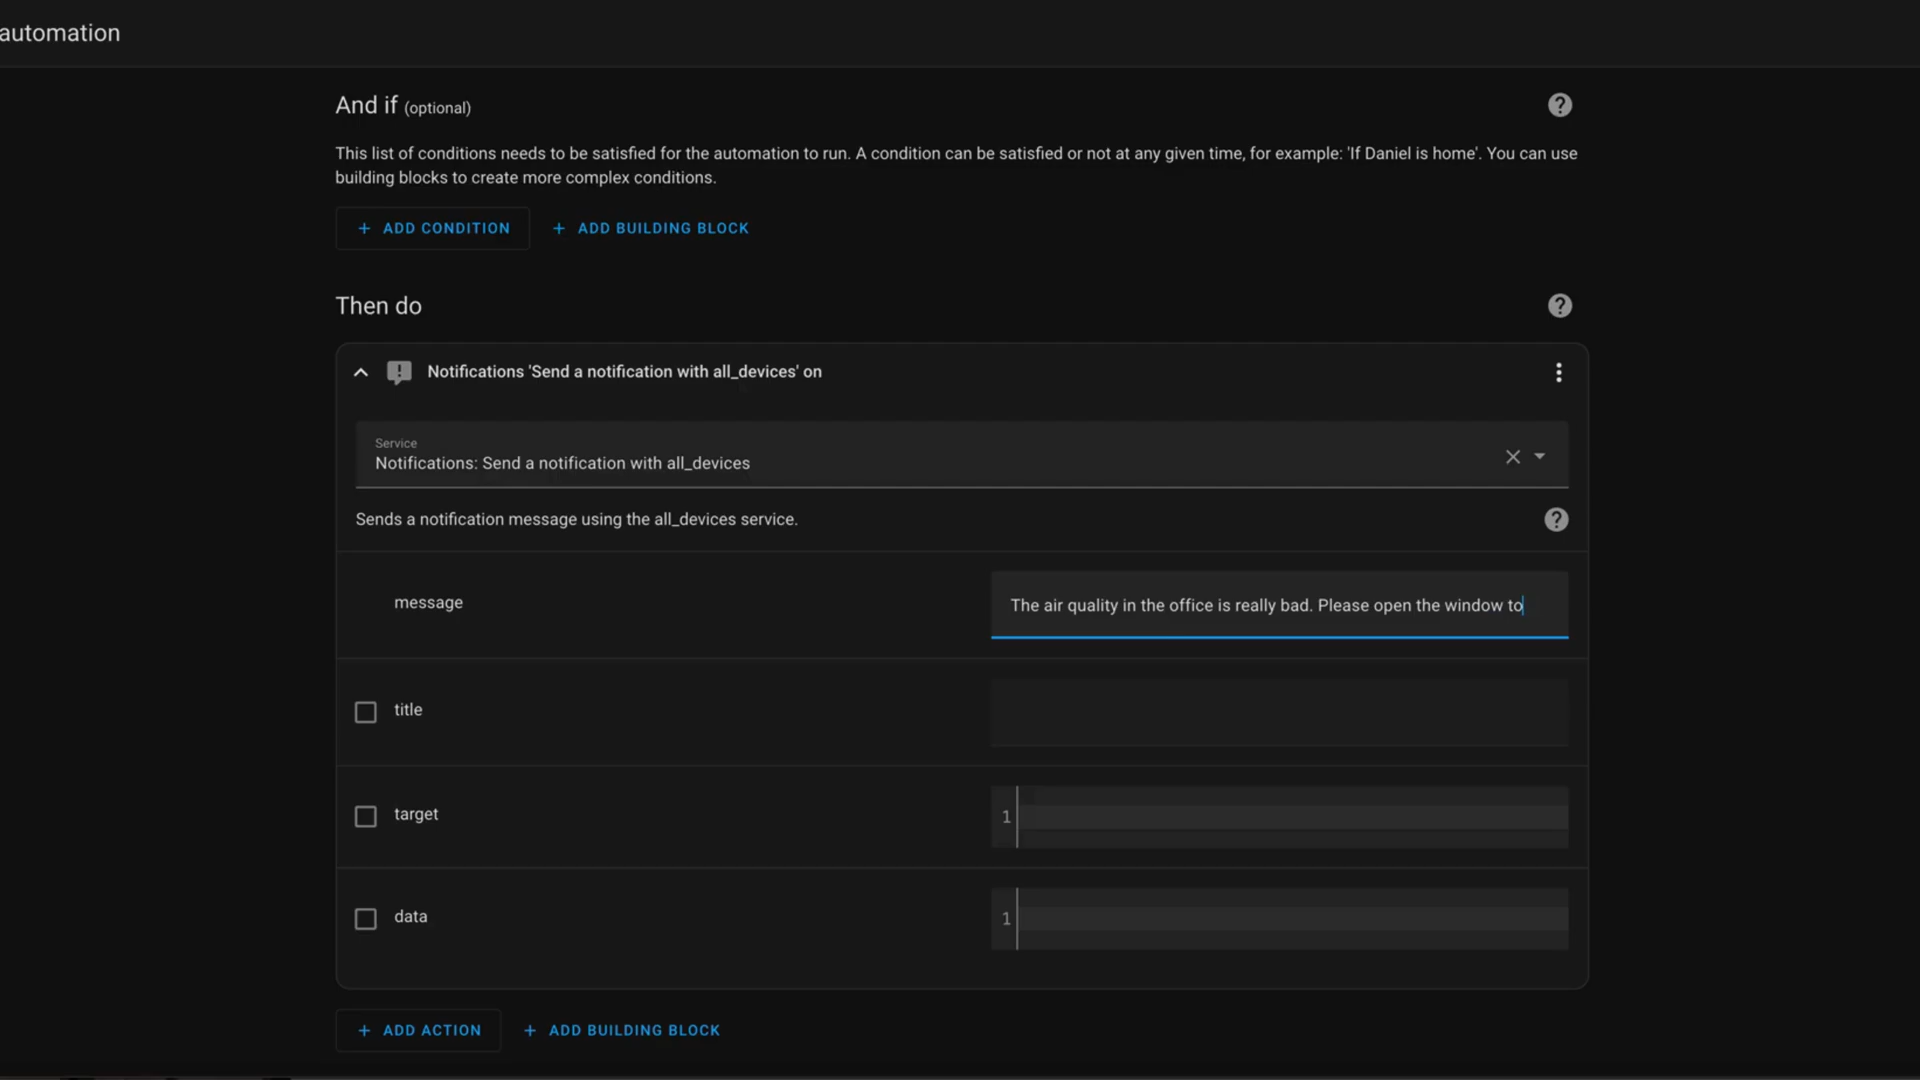 automation
And if (optional)
This list of conditions needs to be satisfied for the automation to run. A condition can be satisfied or not at any given time, for example: 'If Daniel is home'. You can use
building blocks to create more complex conditions.
+ ADD CONDITION + ADD BUILDING BLOCK
Then do
Notifications 'Send a notification with all_devices' on
Service
Notifications: Send a notification with all_devices
Sends a notification message using the all_devices service.
message
The air quality in the office is really bad. Please open the window to
title
target
1
data
1
+ ADD ACTION + ADD BUILDING BLOCK